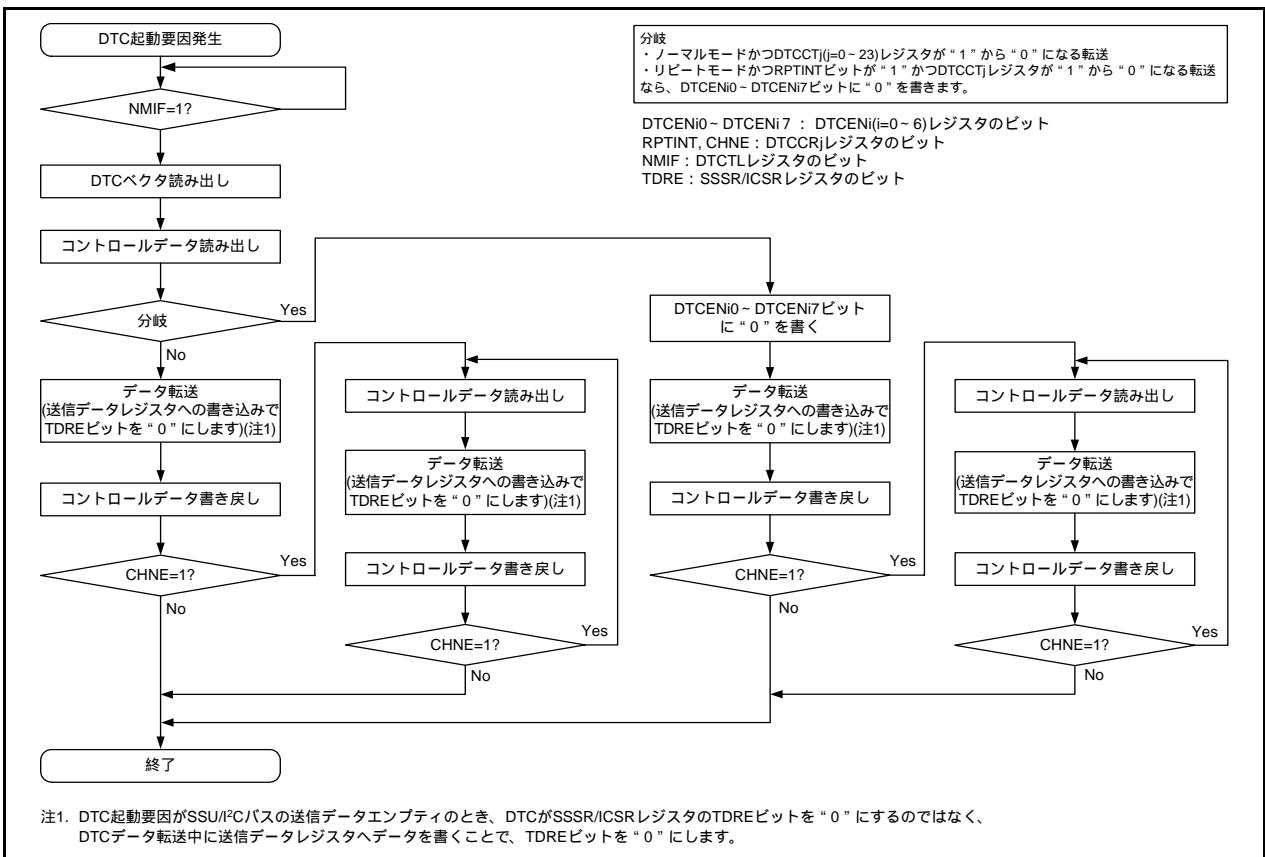 DTC起動要因発生
NMIF=1?
DTCベクタ読み出し
コントロールデータ読み出し
分岐
Yes
No
データ転送
(送信データレジスタへの書き込みで
TDREビットを“0”にします)(注1)
コントロールデータ書き戻し
CHNE=1?
Yes
No
コントロールデータ読み出し
データ転送
(送信データレジスタへの書き込みで
TDREビットを“0”にします)(注1)
コントロールデータ書き戻し
CHNE=1?
Yes
No
分岐
・ノーマルモードかつDTCCTj(j=0~23)レジスタが“1”から“0”になる転送
・リピートモードかつRPTINTビットが“1”かつDTCCTjレジスタが“1”から“0”になる転送
なら、DTCENi0~DTCENi7ビットに“0”を書きます。
DTCENi0~DTCENi7 : DTCENi(i=0~6)レジスタのビット
RPTINT, CHNE : DTCCRjレジスタのビット
NMIF : DTCTLレジスタのビット
TDRE : SSSR/ICSRレジスタのビット
DTCENi0~DTCENi7ビット
に“0”を書く
データ転送
(送信データレジスタへの書き込みで
TDREビットを“0”にします)(注1)
コントロールデータ書き戻し
CHNE=1?
Yes
No
コントロールデータ読み出し
データ転送
(送信データレジスタへの書き込みで
TDREビットを“0”にします)(注1)
コントロールデータ書き戻し
CHNE=1?
Yes
No
終了
注1. DTC起動要因がSSU/I²Cバスの送信データエンプティのとき、DTCがSSSR/ICSRレジスタのTDREビットを“0”にするのではなく、
DTCデータ転送中に送信データレジスタへデータを書くことで、TDREビットを“0”にします。